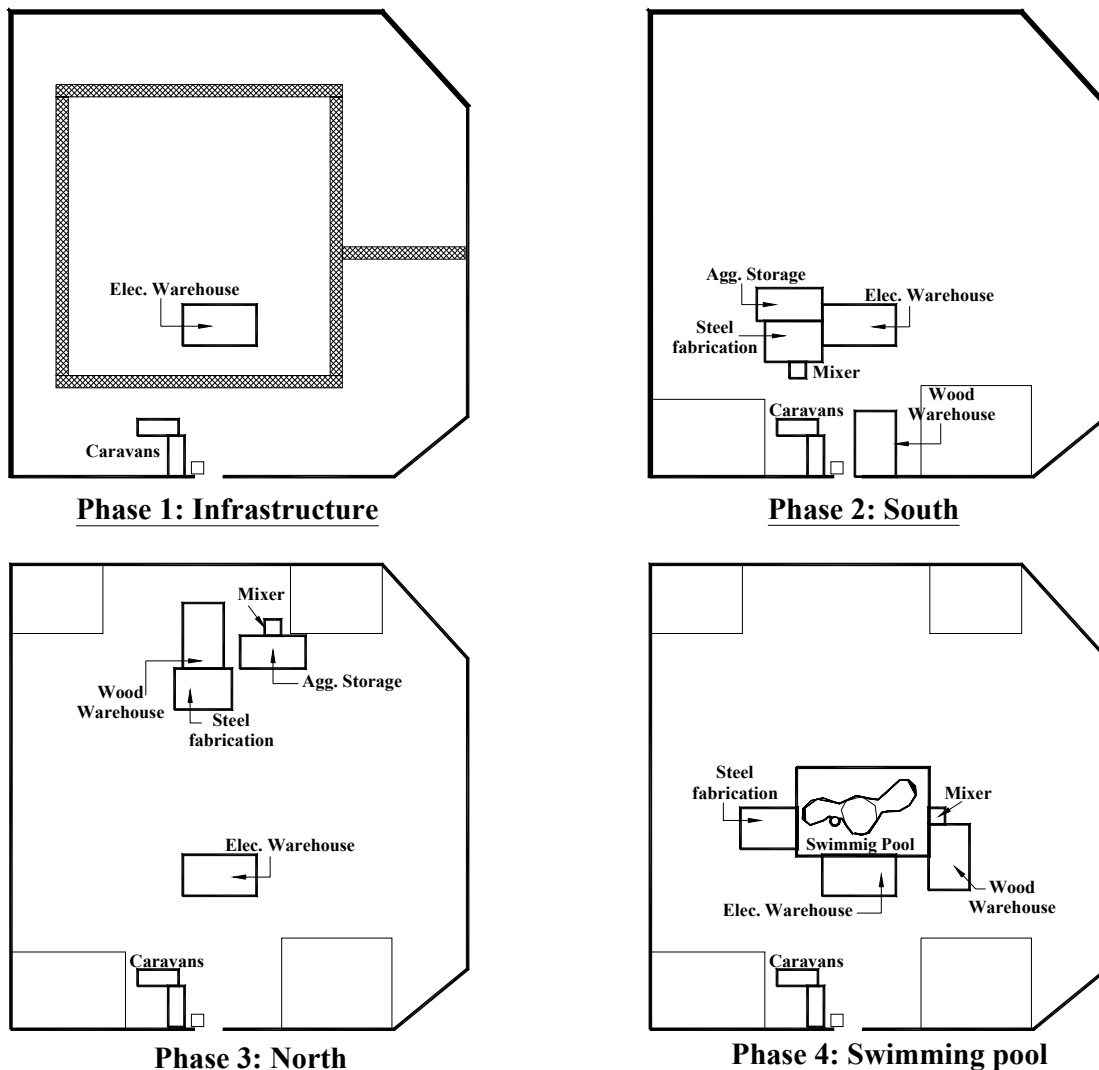 Elec. Warehouse
Caravans
Phase 1: Infrastructure
Agg. Storage
Elec. Warehouse
Steel
fabrication
Mixer
Wood
Warehouse
Caravans
Phase 2: South
Mixer
Agg. Storage
Wood
Warehouse
Steel
fabrication
Elec. Warehouse
Caravans
Phase 3: North
Steel
fabrication
Mixer
Swimmig Pool
Wood
Warehouse
Elec. Warehouse
Caravans
Phase 4: Swimming pool